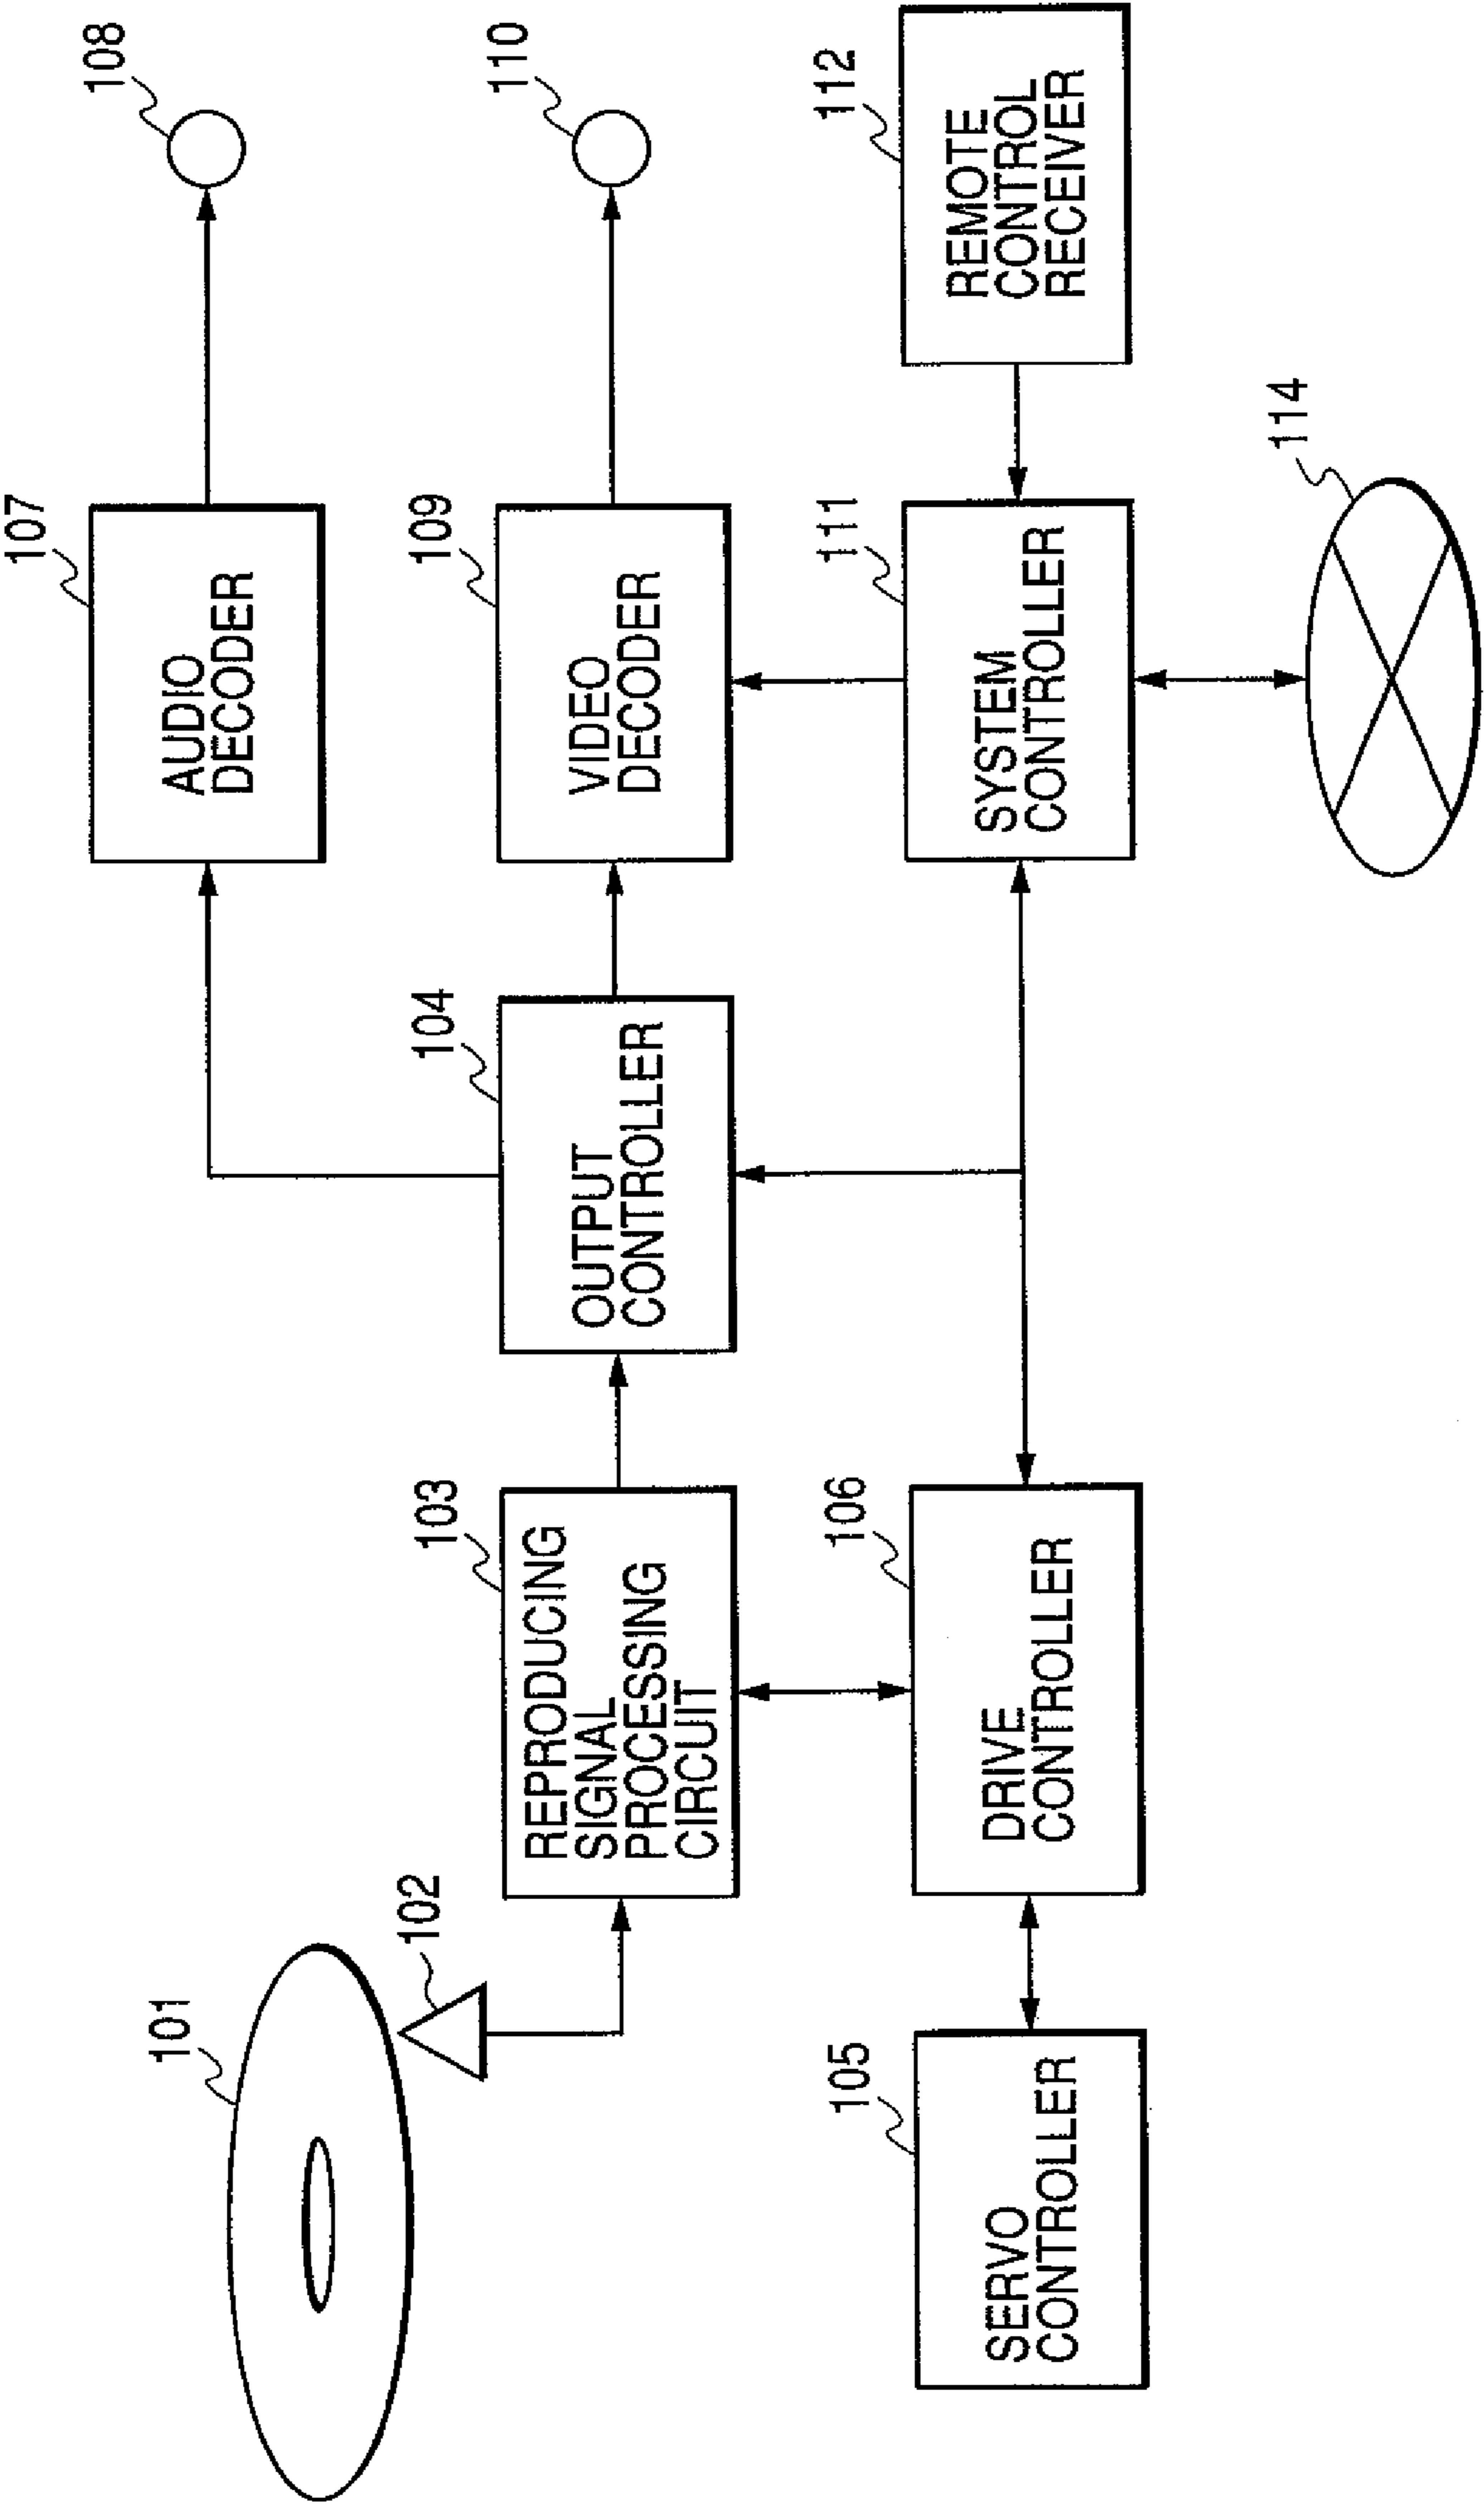 101
102
103
REPRODUCING
SIGNAL
PROCESSING
CIRCUIT
104
OUTPUT
CONTROLLER
107
AUDIO
DECODER
108
109
VIDEO
DECODER
110
105
SERVO
CONTROLLER
106
DRIVE
CONTROLLER
111
SYSTEM
CONTROLLER
112
REMOTE
CONTROL
RECEIVER
114